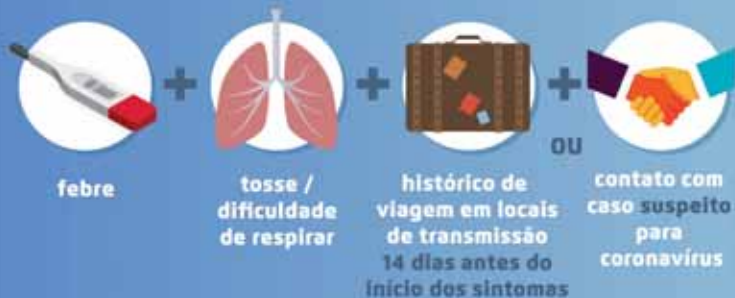 +
+
+
OU
febre
tosse /
dificuldade
de respirar
histórico de
viagem em locais
de transmissão
14 dias antes do
início dos sintomas
contato com
caso suspeito
para
coronavírus